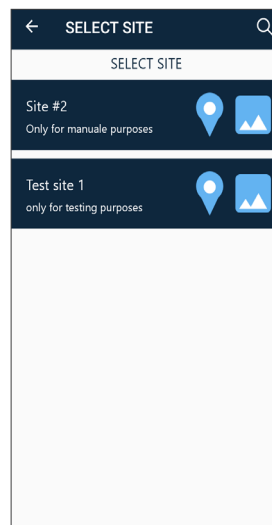 SELECT SITE
SELECT SITE
Site #2
Only for manuale purposes
Test site 1
only for testing purposes